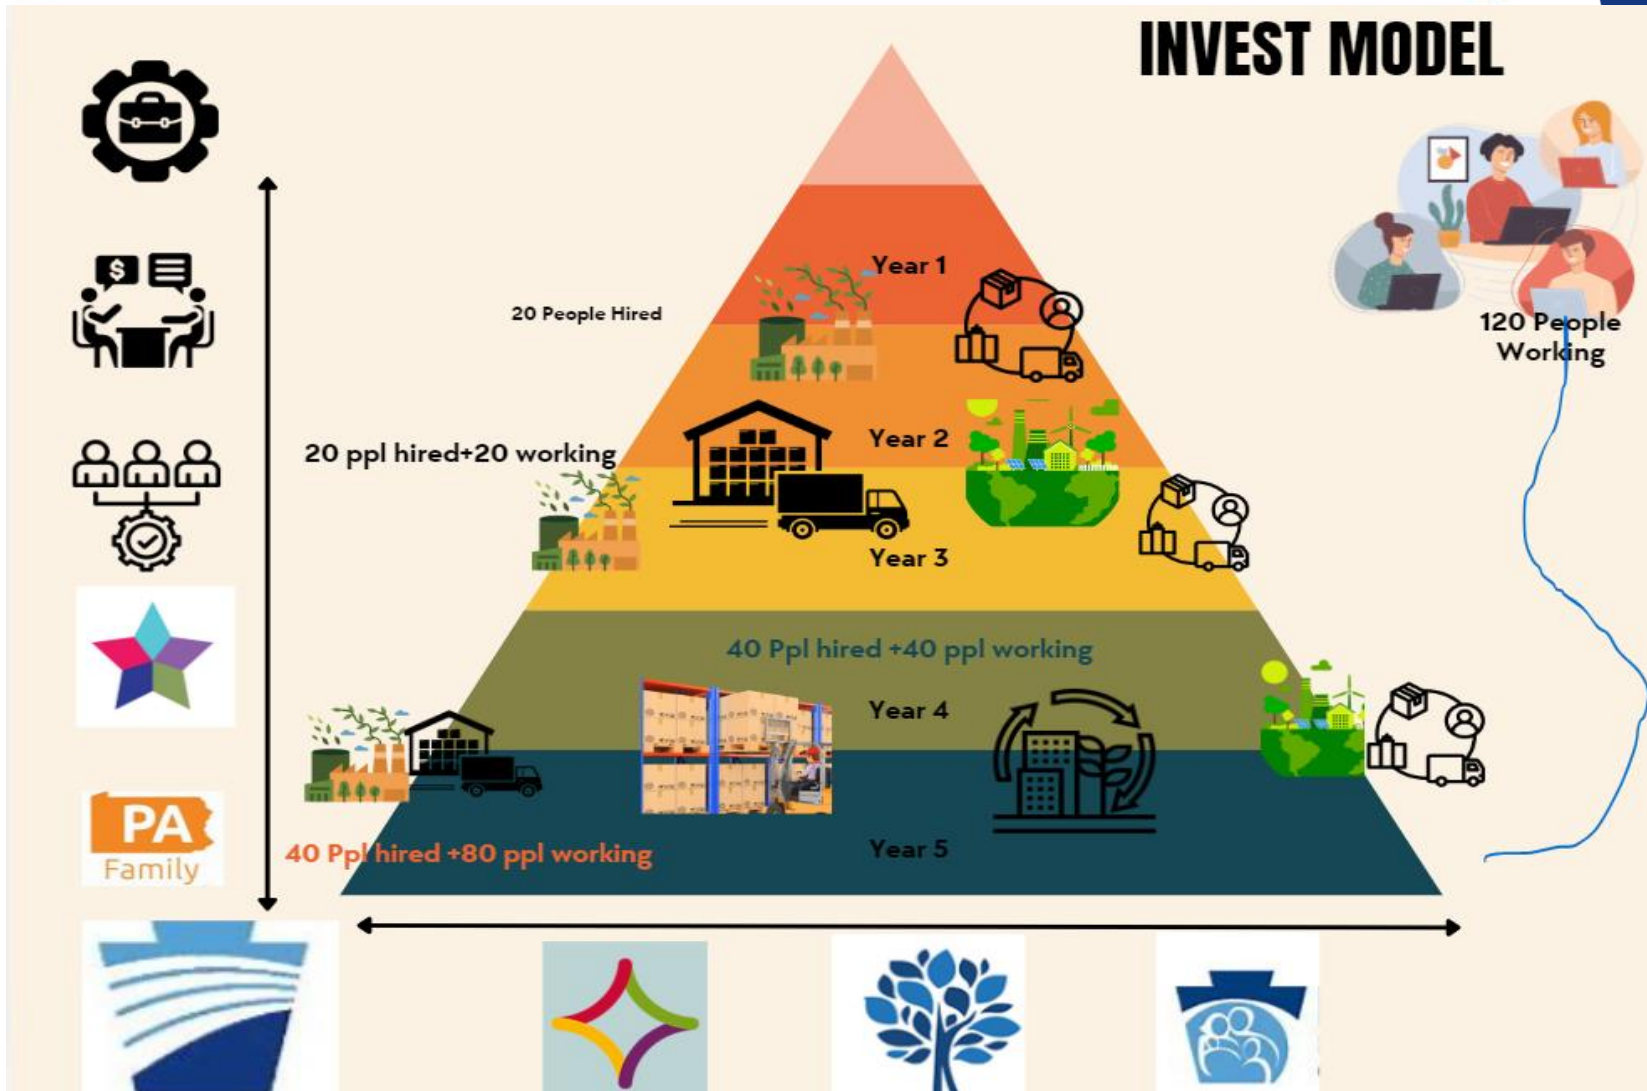 INVEST MODEL
Year 1
20 People Hired
120 People
Working
Year 2
20 ppl hired+20 working
Year 3
40 Ppl hired +40 ppl working
Year 4
40 Ppl hired +80 ppl working
Year 5
$
PA
Family